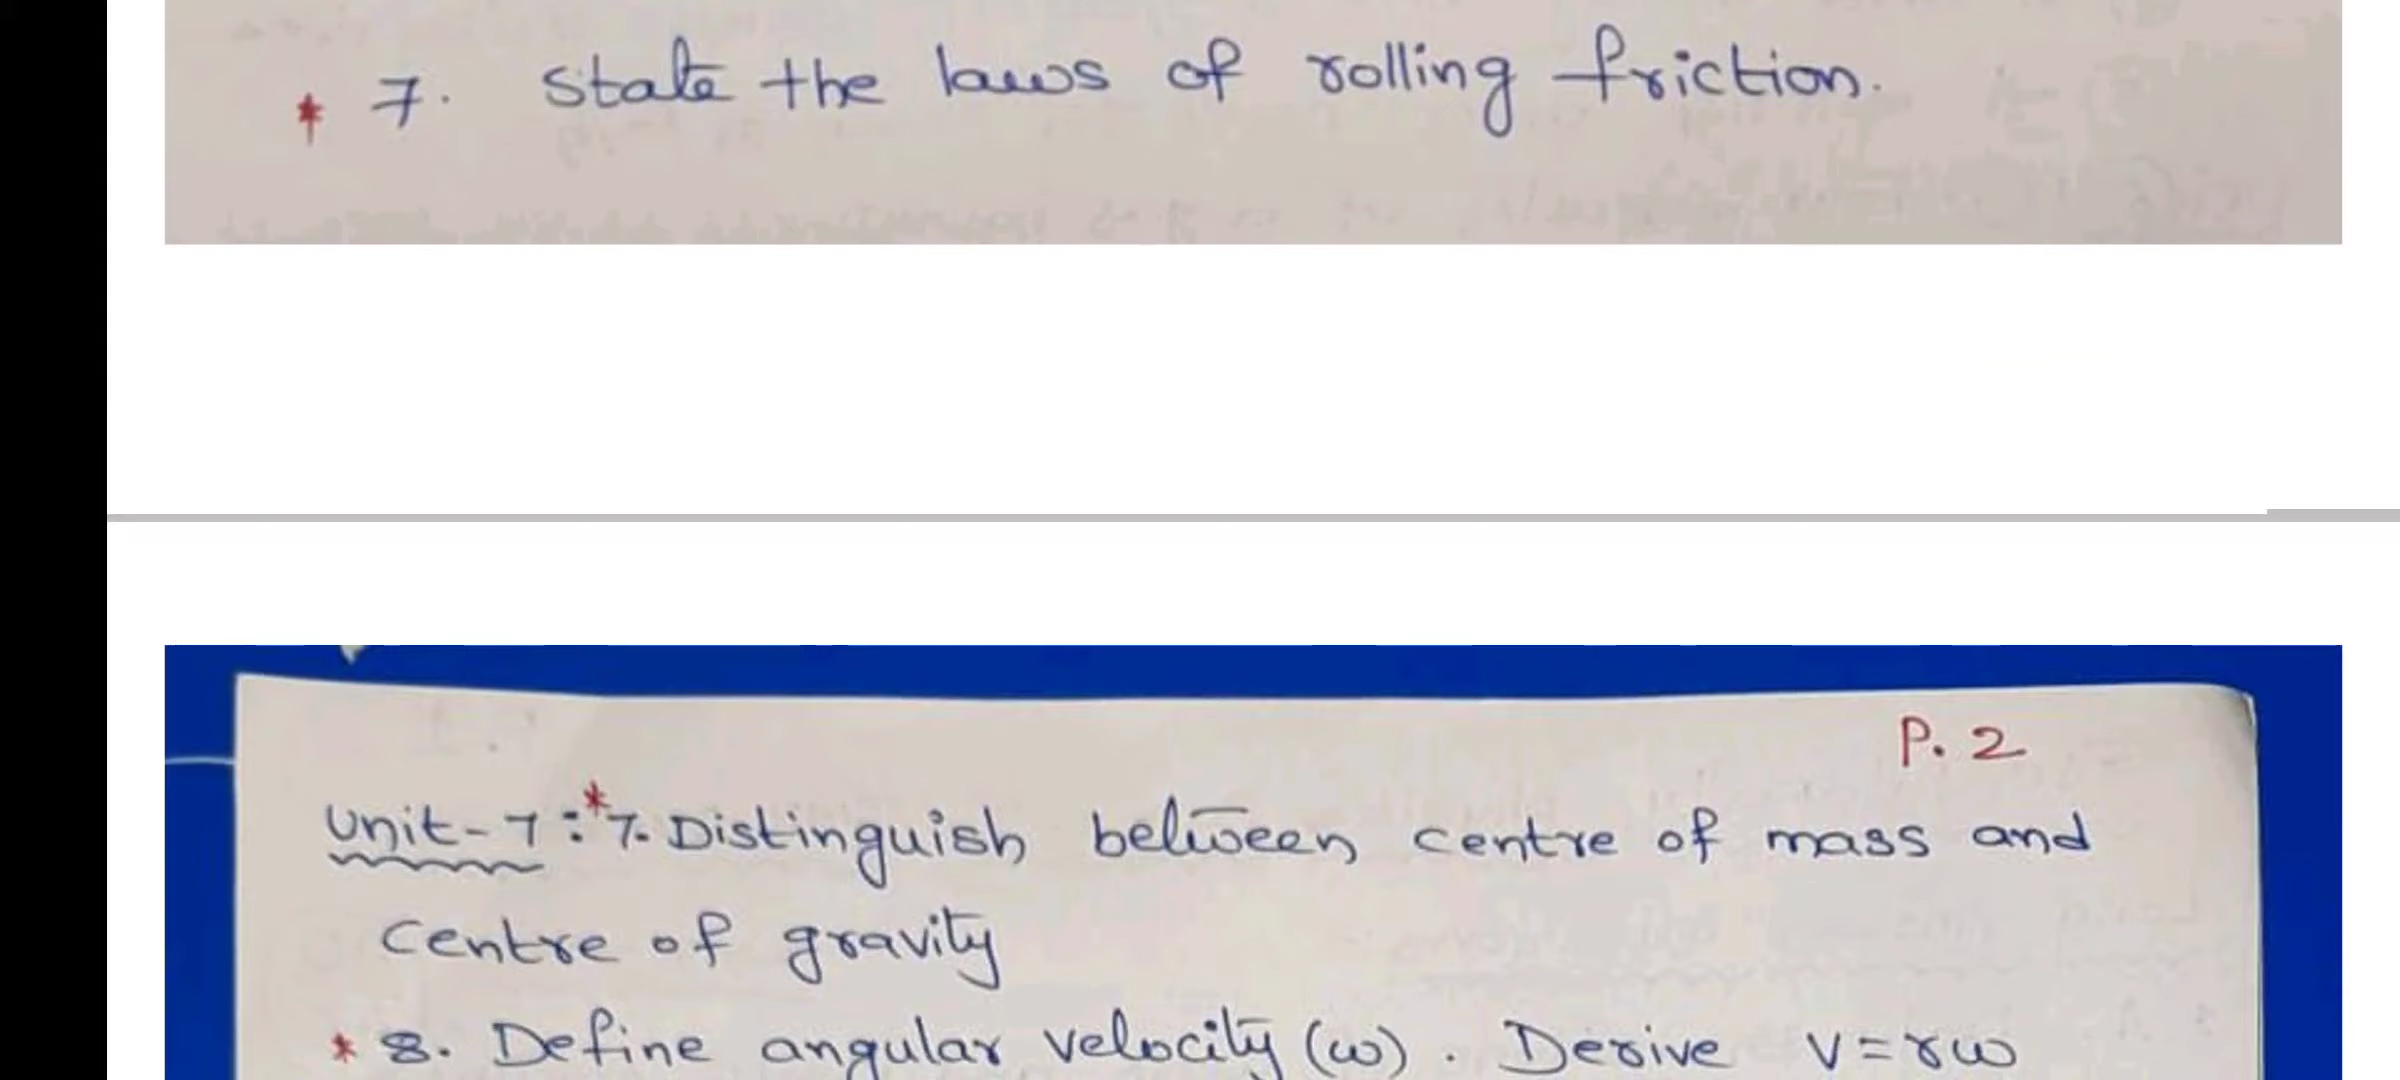 * 7. State the laws of rolling friction.
P. 2
Unit-7:*7. Distinguish between centre of mass and
centre of gravity
* 8. Define angular velocity (ω). Derive v=rω